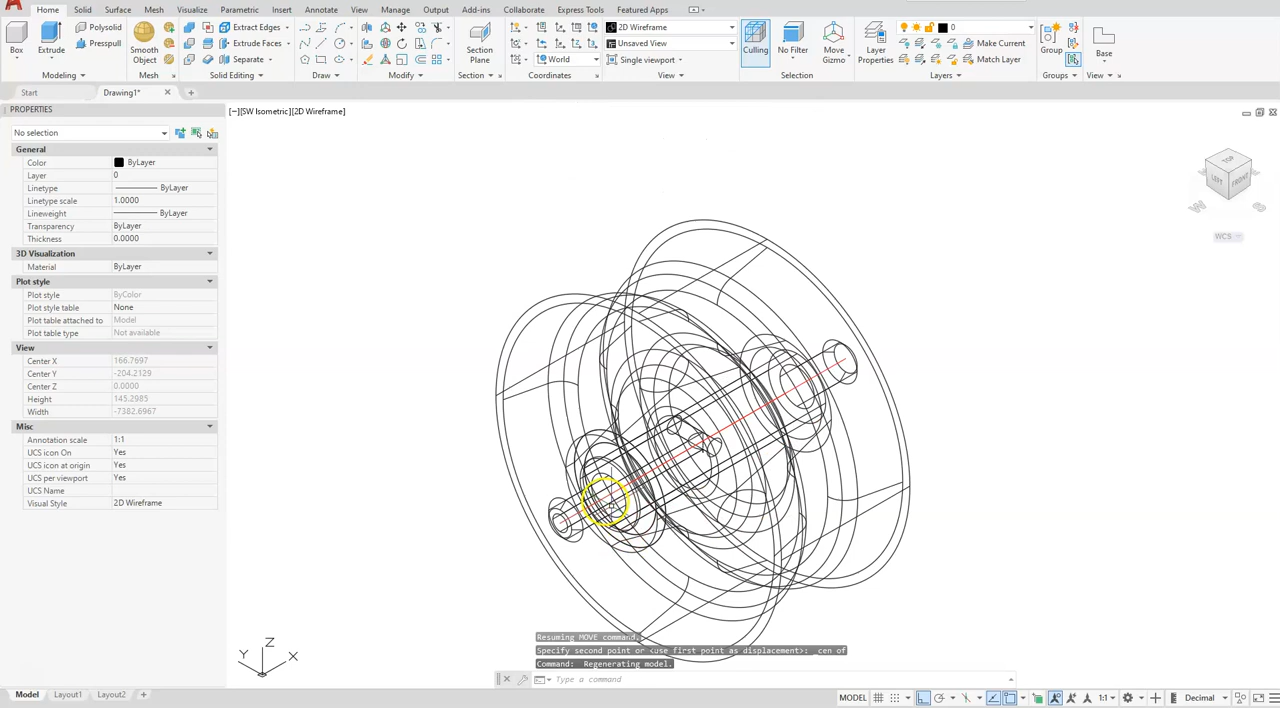 Home Solid Surface Mesh Visualize Parametric Insert Annotate View Manage Output Add-ins Collaborate Express Tools Featured Apps
Box Extrude Polysolid Presspull Smooth Object Extract Edges Extrude Faces Separate Section Plane World 2D Wireframe Unsaved View Single viewport Culling No Filter Move Gizmo Layer Properties 0 Make Current Match Layer Group Base
Modeling Mesh Solid Editing Draw Modify Section Coordinates View Selection Layers Groups View
Start Drawing1*
PROPERTIES
[−][SW Isometric][2D Wireframe]
No selection
General
Color ByLayer
Layer 0
Linetype ByLayer
Linetype scale 1.0000
Lineweight ByLayer
Transparency ByLayer
Thickness 0.0000
3D Visualization
Material ByLayer
Plot style
Plot style ByColor
Plot style table None
Plot table attached to Model
Plot table type Not available
View
Center X 166.7697
Center Y -204.2129
Center Z 0.0000
Height 145.2985
Width -7382.6967
Misc
Annotation scale 1:1
UCS icon On Yes
UCS icon at origin Yes
UCS per viewport Yes
UCS Name
Visual Style 2D Wireframe
TOP
LEFT FRONT
W S
WCS
Z
Y X
Resuming MOVE command.
Specify second point or <use first point as displacement>: _cen of
Command: Regenerating model.
Type a command
Model Layout1 Layout2 MODEL 1:1 Decimal